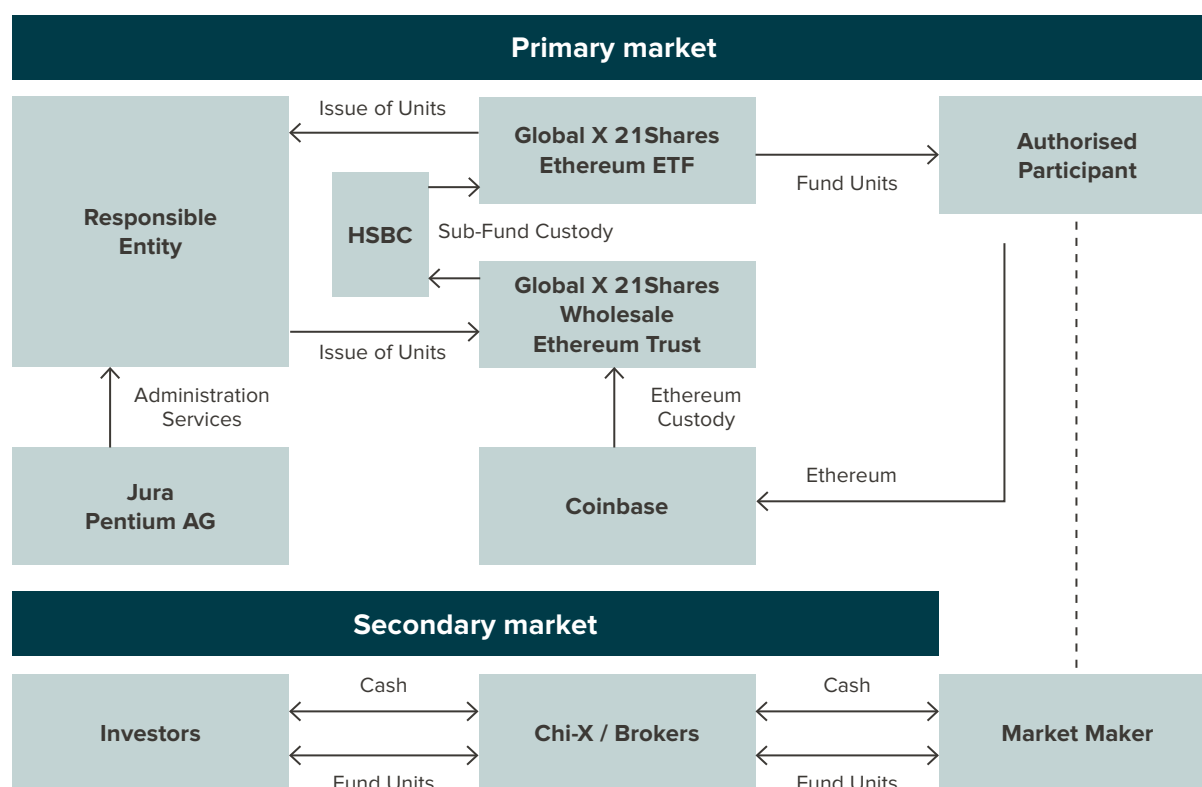 Primary market
Issue of Units
Global X 21Shares
Ethereum ETF
Authorised
Participant
Fund Units
Responsible
Entity
HSBC
Sub-Fund Custody
Global X 21Shares
Wholesale
Ethereum Trust
Issue of Units
Administration
Services
Ethereum
Custody
Jura
Pentium AG
Coinbase
Ethereum
Secondary market
Investors
Cash
Fund Units
Chi-X / Brokers
Cash
Fund Units
Market Maker